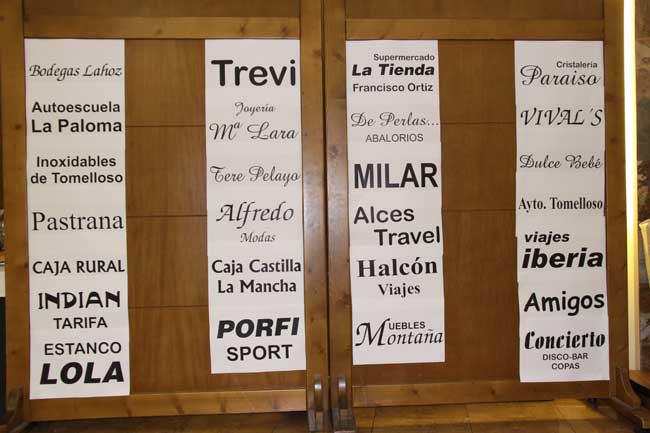 Bodegas Lahoz
Autoescuela
La Paloma
Inoxidables
de Tomelloso
Pastrana
CAJA RURAL
INDIAN
TARIFA
ESTANCO
LOLA
Trevi
Joyería
Mª Lara
Tere Pelayo
Alfredo
Modas
Caja Castilla
La Mancha
PORFI
SPORT
Supermercado
La Tienda
Francisco Ortiz
De Perlas...
ABALORIOS
MILAR
Alces
Travel
Halcón
Viajes
MUEBLES
Montaña
Cristalería
Paraiso
VIVAL´S
Dulce Bebé
Ayto. Tomelloso
viajes
iberia
Amigos
Concierto
DISCO-BAR
COPAS